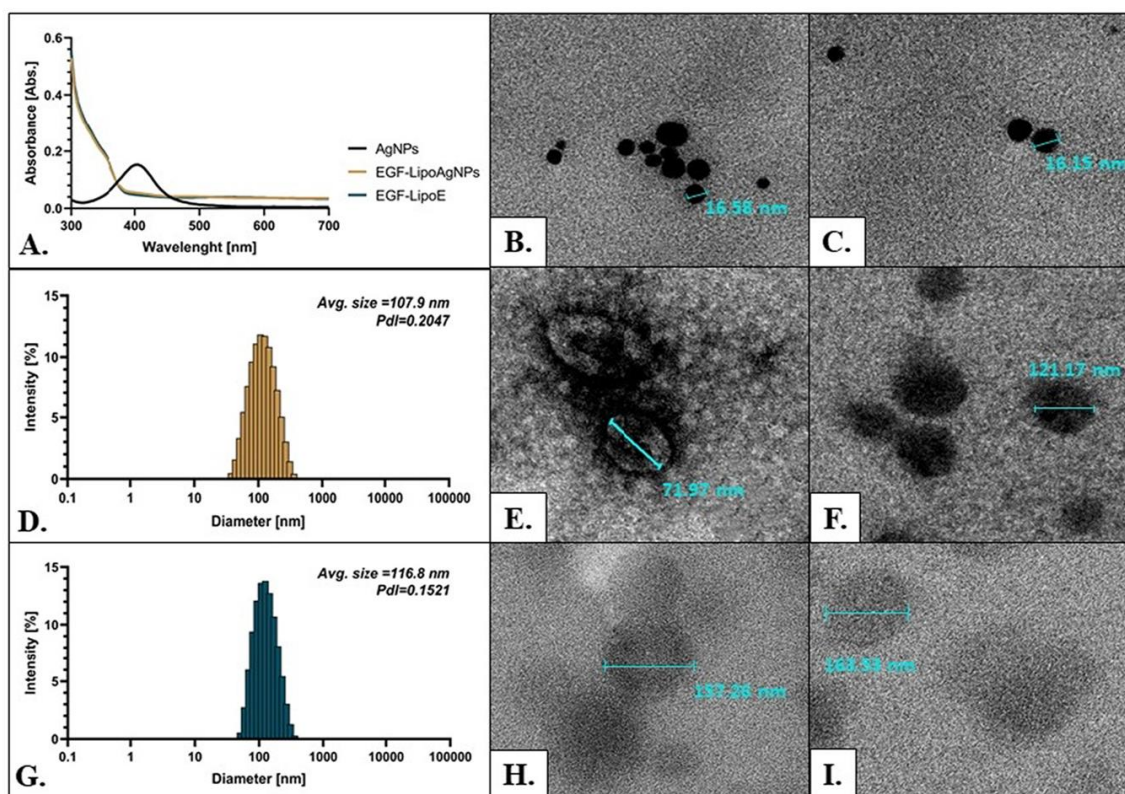 0.6
0.4
0.2
0.0
Absorbance [Abs.]
300 400 500 600 700
Wavelenght [nm]
AgNPs
EGF-LipoAgNPs
EGF-LipoE
A.
16.58 nm
B.
16.15 nm
C.
Avg. size =107.9 nm
PdI=0.2047
15
10
5
0
Intensity [%]
0.1 1 10 100 1000 10000 100000
Diameter [nm]
D.
71.97 nm
E.
121.17 nm
F.
Avg. size =116.8 nm
PdI=0.1521
15
10
5
0
Intensity [%]
0.1 1 10 100 1000 10000 100000
Diameter [nm]
G.
157.26 nm
H.
nm
I.